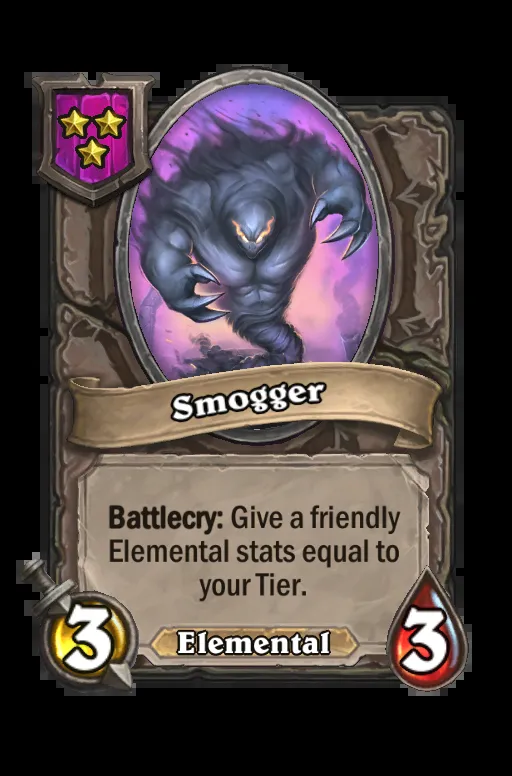 Smogger
Battlecry: Give a friendly
Elemental stats equal to
your Tier.
3
Elemental
3